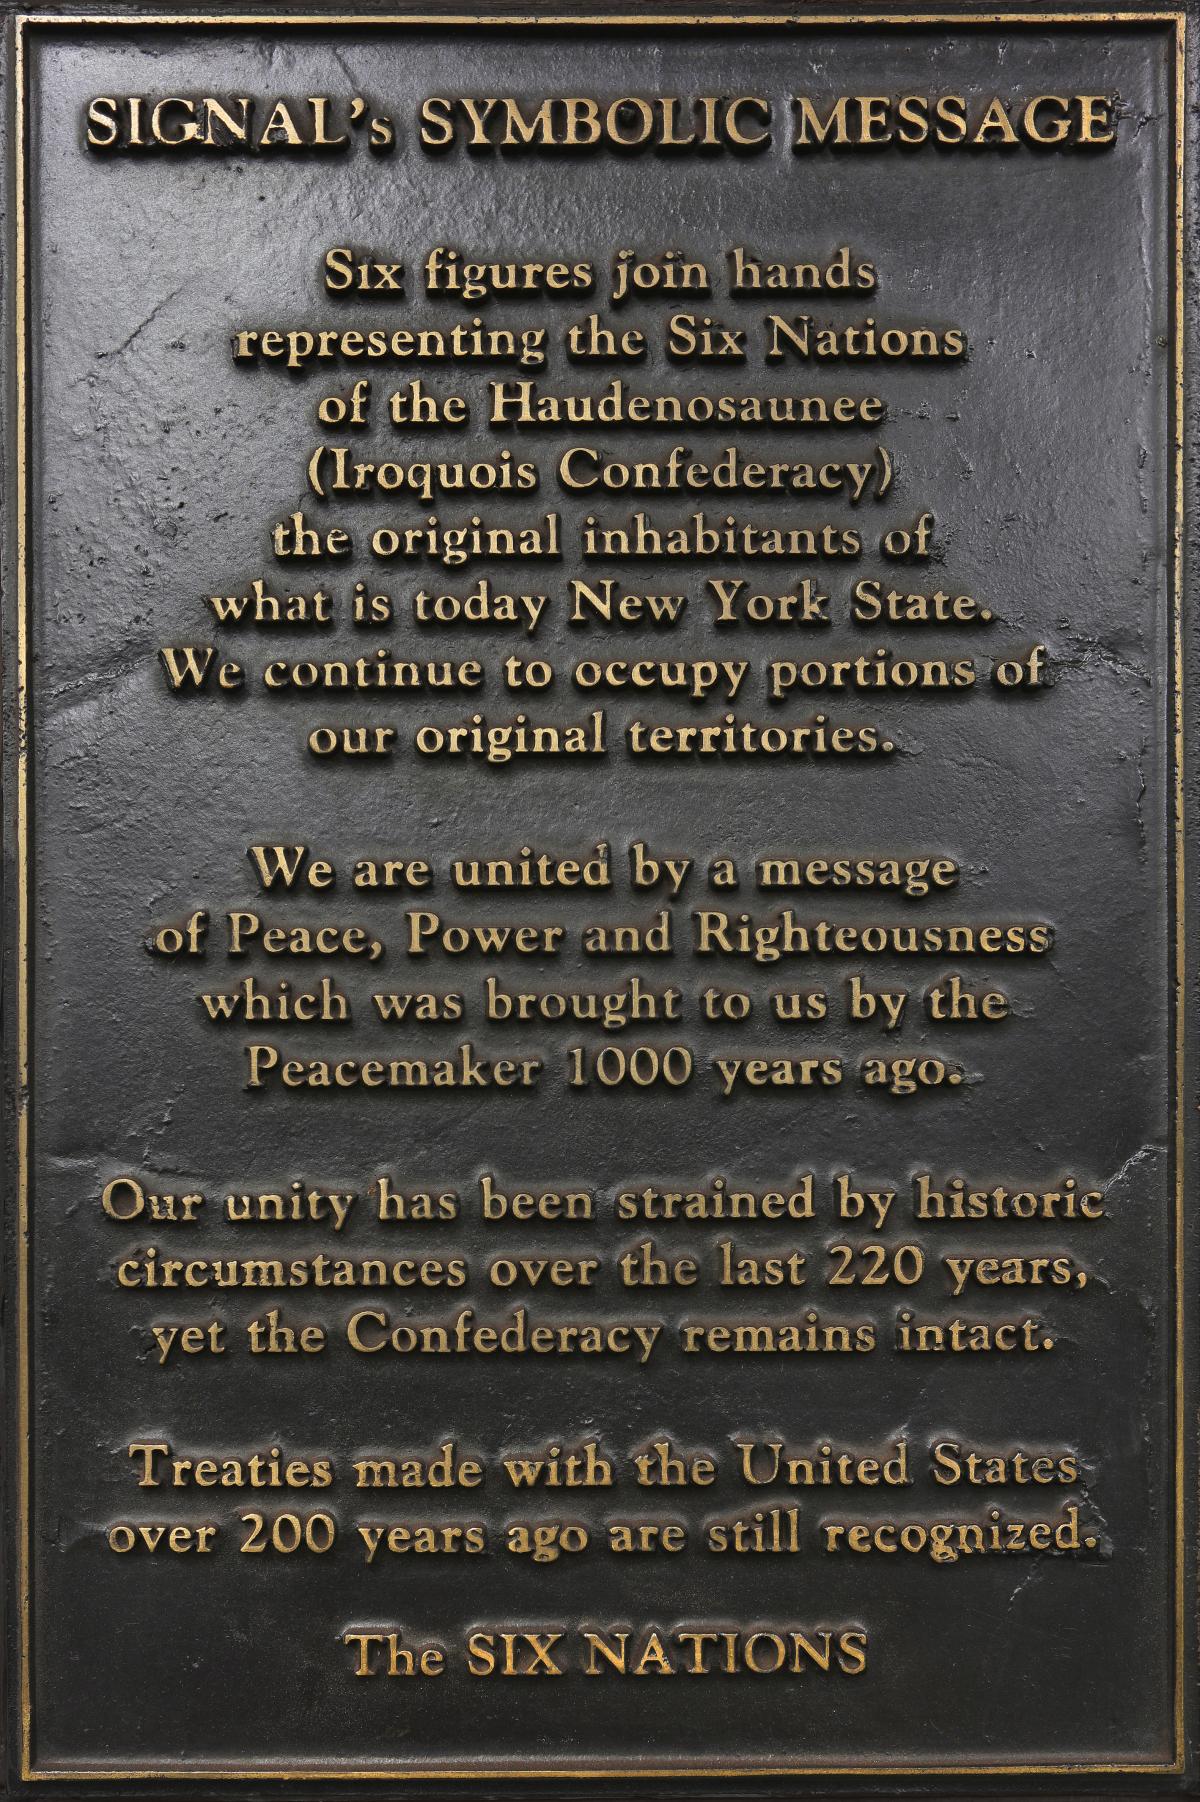 SIGNAL's SYMBOLIC MESSAGE
Six figures join hands
representing the Six Nations
of the Haudenosaunee
(Iroquois Confederacy)
the original inhabitants of
what is today New York State.
We continue to occupy portions of
our original territories.
We are united by a message
of Peace, Power and Righteousness
which was brought to us by the
Peacemaker 1000 years ago.
Our unity has been strained by historic
circumstances over the last 220 years,
yet the Confederacy remains intact.
Treaties made with the United States
over 200 years ago are still recognized.
The SIX NATIONS